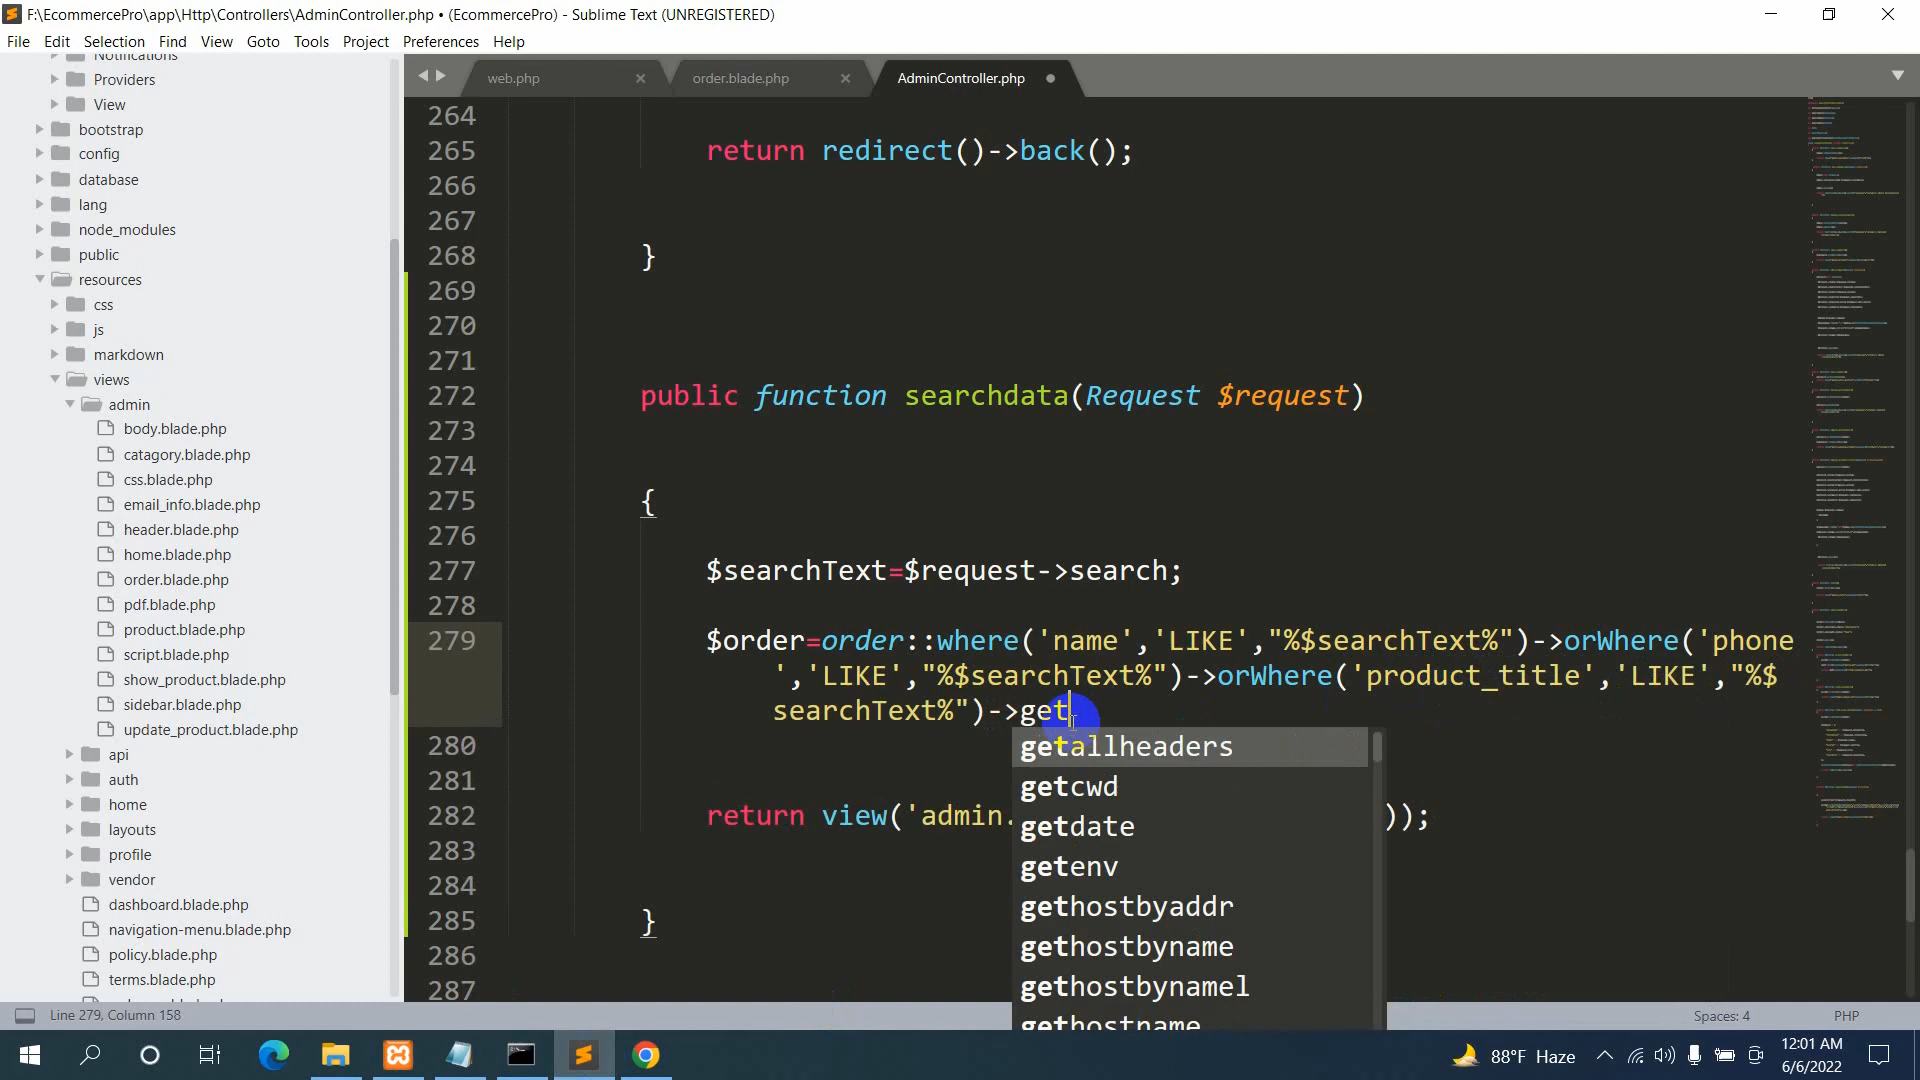 F:\EcommercePro\app\Http\Controllers\AdminController.php • (EcommercePro) - Sublime Text (UNREGISTERED)
File Edit Selection Find View Goto Tools Project Preferences Help
Notifications
Providers
View
bootstrap
config
database
lang
node_modules
public
resources
css
js
markdown
views
admin
body.blade.php
catagory.blade.php
css.blade.php
email_info.blade.php
header.blade.php
home.blade.php
order.blade.php
pdf.blade.php
product.blade.php
script.blade.php
show_product.blade.php
sidebar.blade.php
update_product.blade.php
api
auth
home
layouts
profile
vendor
dashboard.blade.php
navigation-menu.blade.php
policy.blade.php
terms.blade.php
web.php order.blade.php AdminController.php
264
265 return redirect()->back();
266
267
268 }
269
270
271
272 public function searchdata(Request $request)
273
274
275 {
276
277 $searchText=$request->search;
278
279 $order=order::where('name','LIKE',"%$searchText%")->orWhere('phone
','LIKE',"%$searchText%")->orWhere('product_title','LIKE',"%$
searchText%")->get
280
281
282 return view('admin. ));
283
284
285 }
286
287
getallheaders
getcwd
getdate
getenv
gethostbyaddr
gethostbyname
gethostbynamel
gethostname
Line 279, Column 158 Spaces: 4 PHP
88°F Haze 12:01 AM
6/6/2022